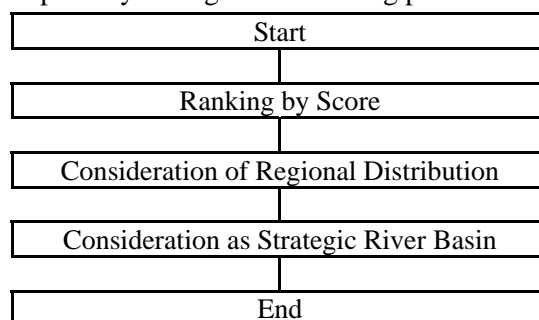 Start
Ranking by Score
Consideration of Regional Distribution
Consideration as Strategic River Basin
End